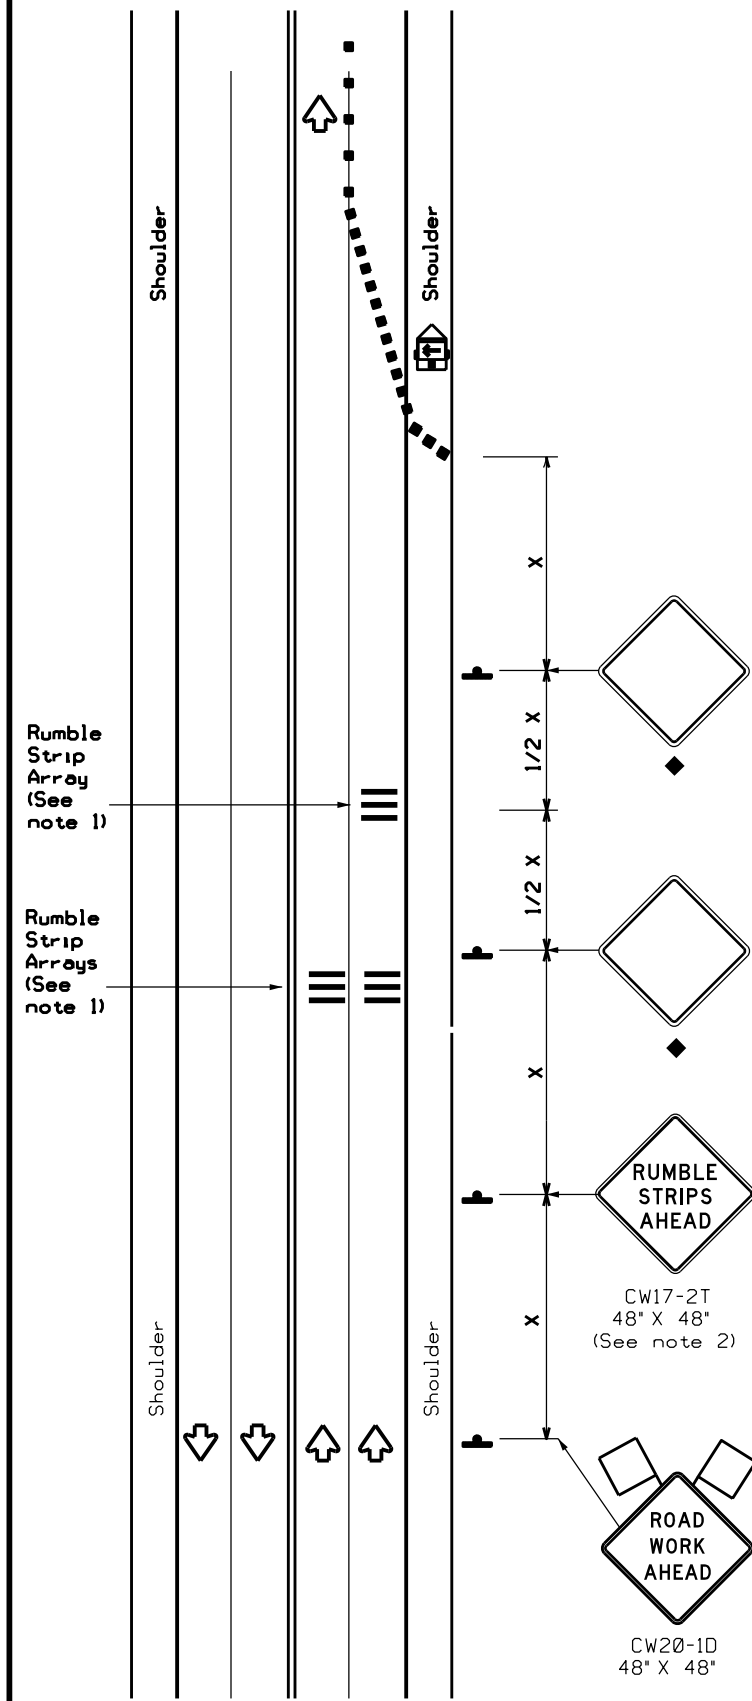 Shoulder
Shoulder
X
1/2 X
Rumble
Strip
Array
(See
note 1)
1/2 X
Rumble
Strip
Arrays
(See
note 1)
X
RUMBLE
STRIPS
AHEAD
CW17-2T
48" X 48"
(See note 2)
X
Shoulder
Shoulder
ROAD
WORK
AHEAD
CW20-1D
48" X 48"